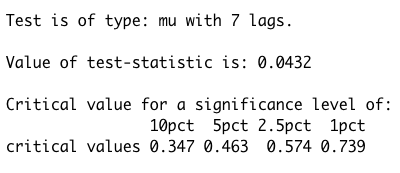 Test is of type: mu with 7 lags.
Value of test-statistic is: 0.0432
Critical value for a significance level of:
10pct 5pct 2.5pct 1pct
critical values 0.347 0.463 0.574 0.739